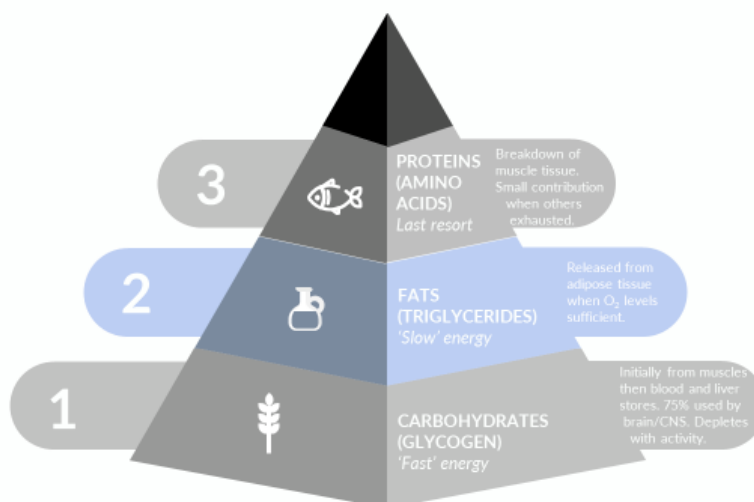 3
PROTEINS
(AMINO
ACIDS)
Last resort
Breakdown of
muscle tissue.
Small contribution
when others
exhausted.
2
FATS
(TRIGLYCERIDES)
'Slow' energy
Released from
adipose tissue
when O₂ levels
sufficient.
1
CARBOHYDRATES
(GLYCOGEN)
'Fast' energy
Initially from muscles
then blood and liver
stores. 75% used by
brain/CNS. Depletes
with activity.